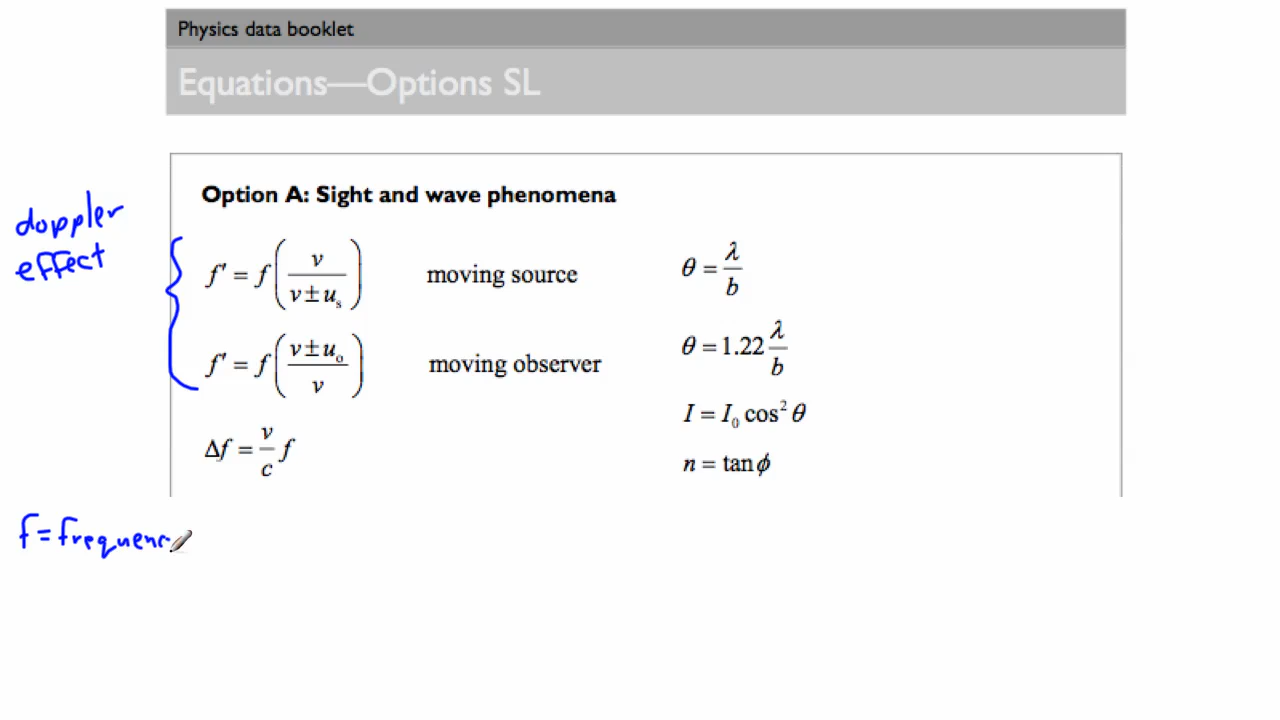 Physics data booklet
Equations—Options SL
Option A: Sight and wave phenomena
doppler
effect
f' = f ( v / (v ± uₛ) ) moving source
θ = λ / b
f' = f ( (v ± uₒ) / v ) moving observer
θ = 1.22 λ / b
Δf = v / c f
I = I₀ cos² θ
n = tan ϕ
f = frequenc